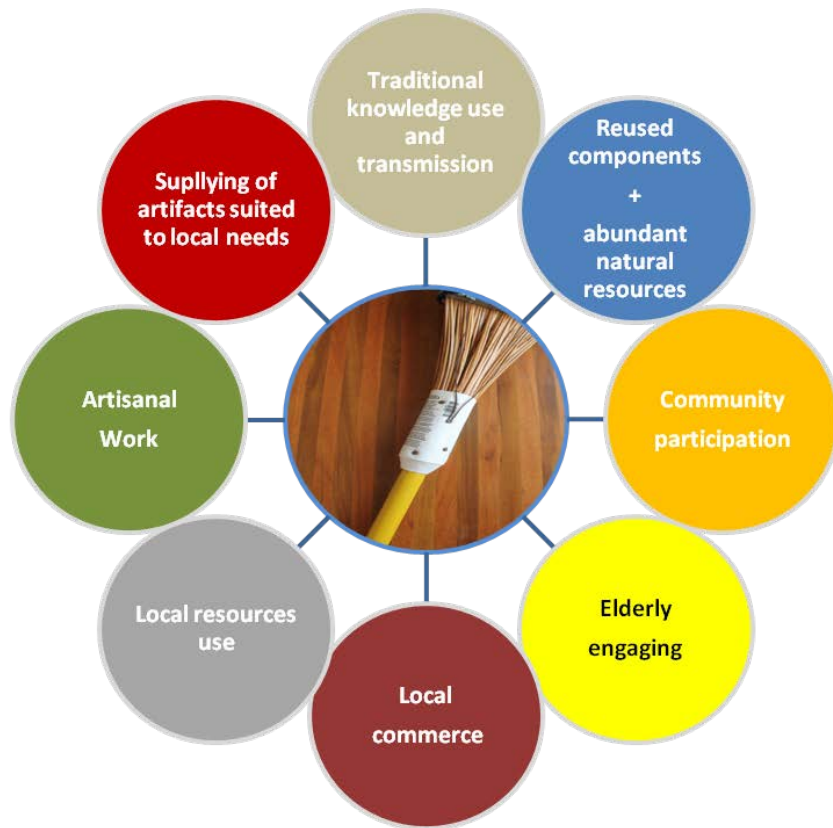 Traditional
knowledge use
and
transmission
Reused
components
+
abundant
natural
resources
Community
participation
Elderly
engaging
Local
commerce
Local resources
use
Artisanal
Work
Supllying of
artifacts suited
to local needs